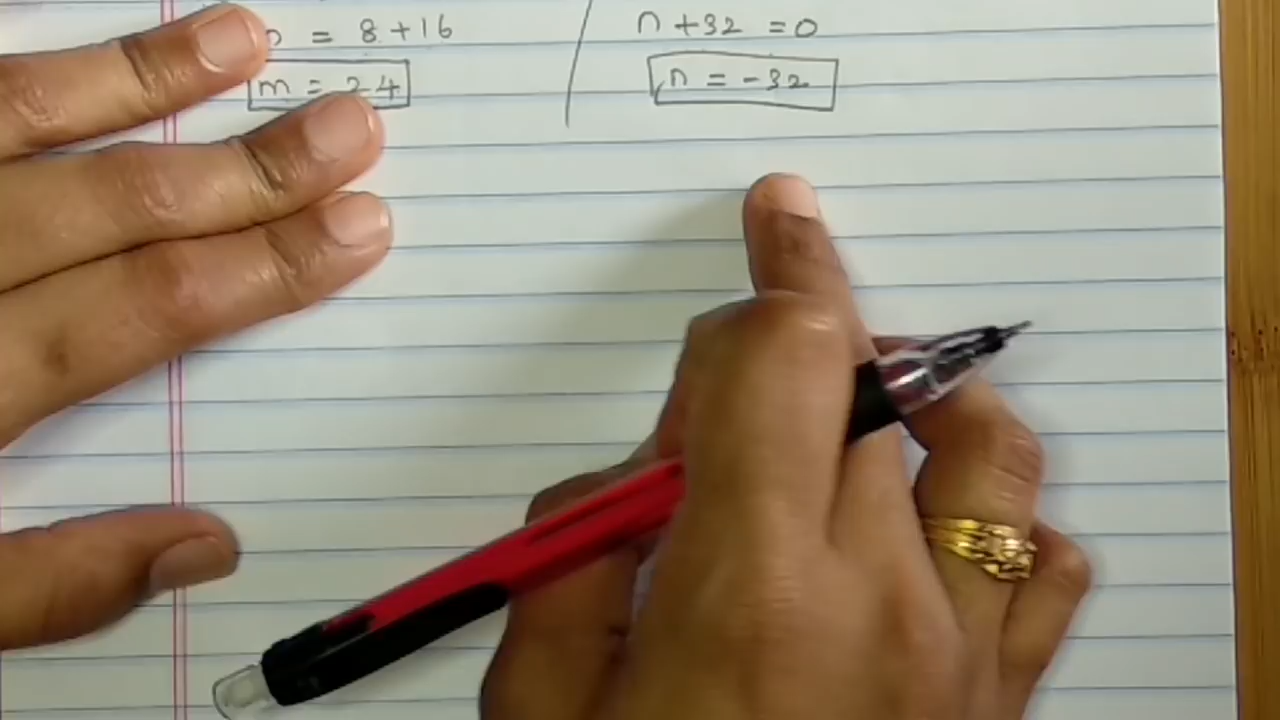 = 8 + 16
m = 24
n + 32 = 0
n = -32